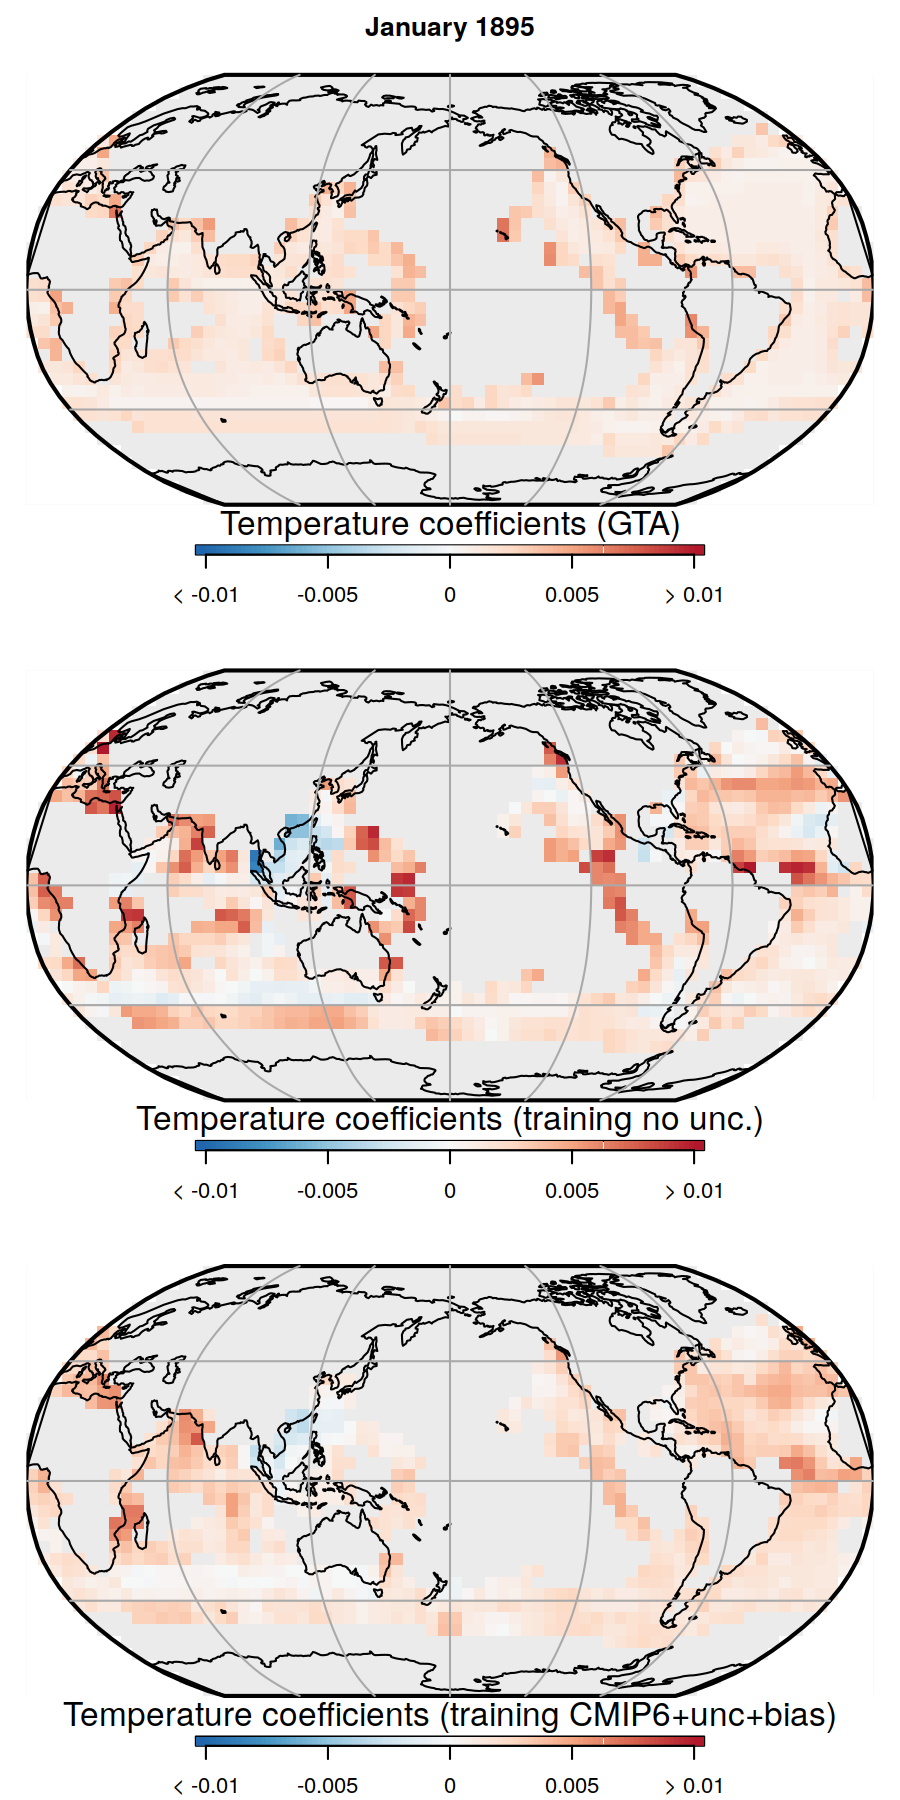 January 1895
Temperature coefficients (GTA)
< -0.01 -0.005 0 0.005 > 0.01
Temperature coefficients (training no unc.)
< -0.01 -0.005 0 0.005 > 0.01
Temperature coefficients (training CMIP6+unc+bias)
< -0.01 -0.005 0 0.005 > 0.01